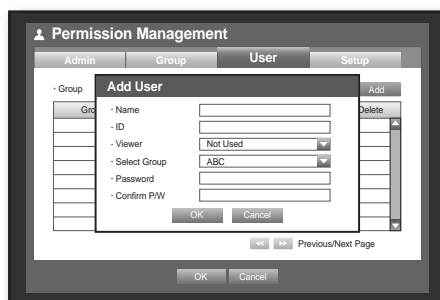 Permission Management
Admin Group User Setup
· Group Add
Gro Delete
Add User
· Name
· ID
· Viewer Not Used
· Select Group ABC
· Password
· Confirm P/W
OK Cancel
Previous/Next Page
OK Cancel